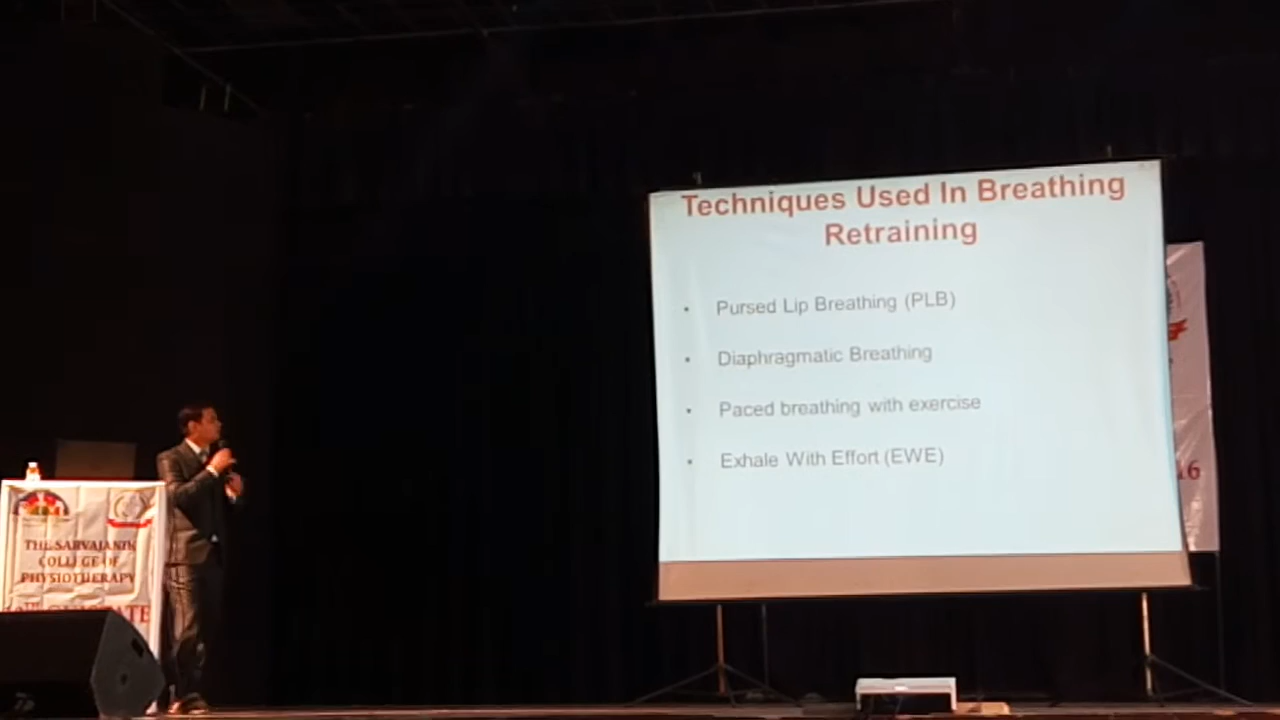 Techniques Used In Breathing
Retraining
• Pursed Lip Breathing (PLB)
• Diaphragmatic Breathing
• Paced breathing with exercise
• Exhale With Effort (EWE)
THE SARVAJANIK
COLLEGE OF
PHYSIOTHERAPY
16